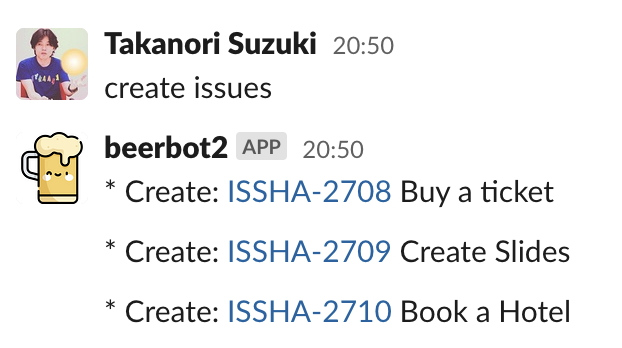 Takanori Suzuki 20:50
create issues
beerbot2 APP 20:50
* Create: ISSHA-2708 Buy a ticket
* Create: ISSHA-2709 Create Slides
* Create: ISSHA-2710 Book a Hotel